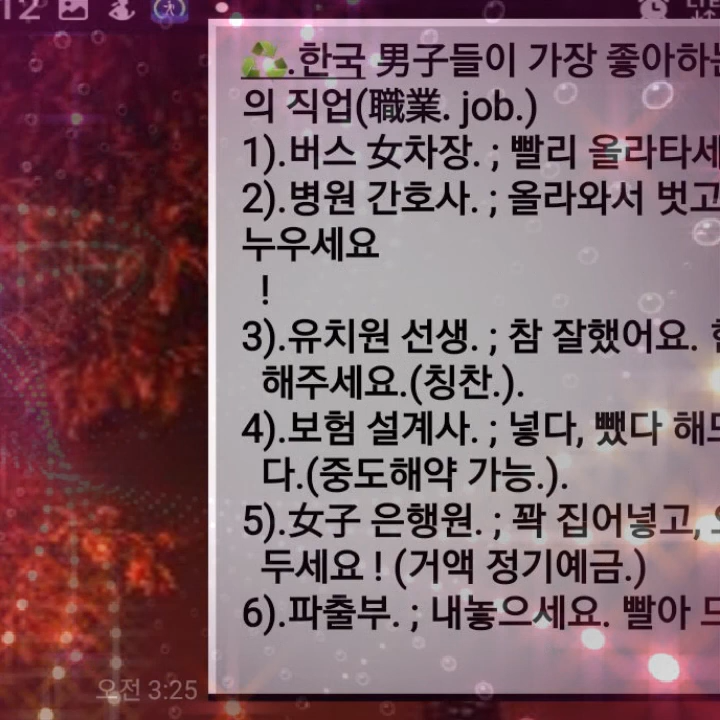 12
♻.한국 男子들이 가장 좋아하는
의 직업(職業. job.)
1).버스 女차장. ; 빨리 올라타세
2).병원 간호사. ; 올라와서 벗고
누우세요
!
3).유치원 선생. ; 참 잘했어요.
해주세요.(칭찬.).
4).보험 설계사. ; 넣다, 뺐다
다.(중도해약 가능.).
5).女子 은행원. ; 꽉 집어넣고,
두세요 ! (거액 정기예금.)
6).파출부. ; 내놓으세요. 빨아
오전 3:25